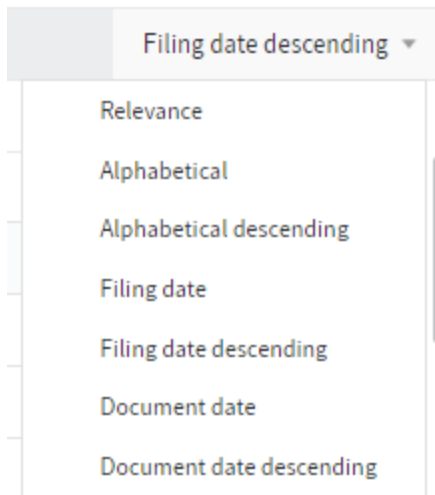 Filing date descending
Relevance
Alphabetical
Alphabetical descending
Filing date
Filing date descending
Document date
Document date descending